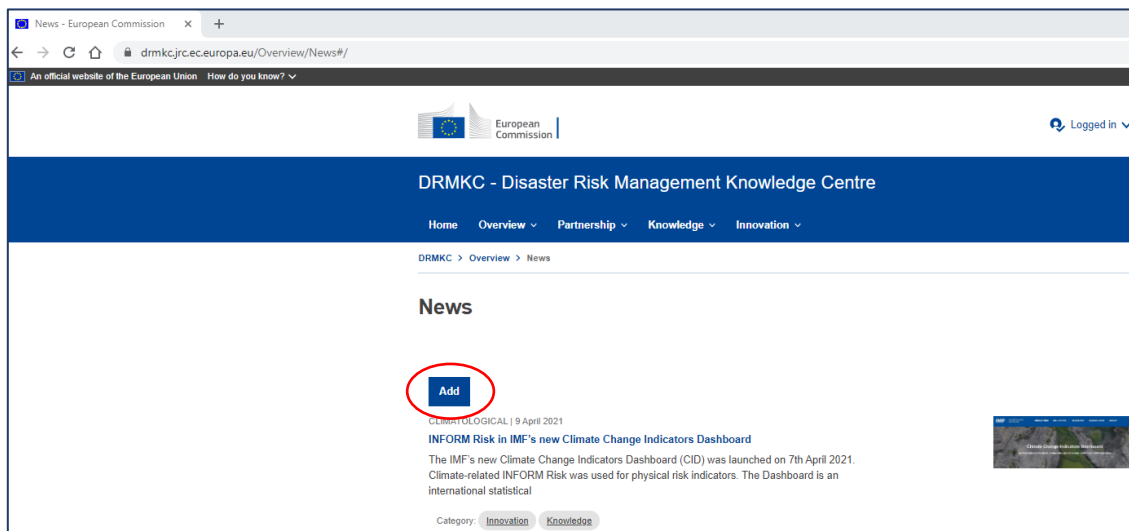 News - European Commission
drmkc.jrc.ec.europa.eu/Overview/News#/
An official website of the European Union How do you know?
European
Commission
Logged in
DRMKC - Disaster Risk Management Knowledge Centre
Home Overview Partnership Knowledge Innovation
DRMKC > Overview > News
News
Add
CLIMATOLOGICAL | 9 April 2021
INFORM Risk in IMF's new Climate Change Indicators Dashboard
The IMF's new Climate Change Indicators Dashboard (CID) was launched on 7th April 2021.
Climate-related INFORM Risk was used for physical risk indicators. The Dashboard is an
international statistical
Climate Change Indicators Dashboard
Category: Innovation Knowledge